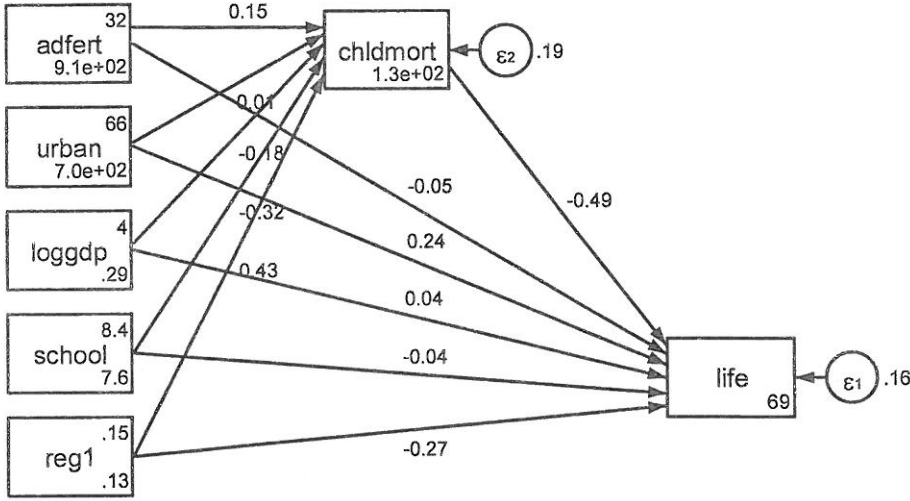 32
adfert
9.1e+02
66
urban
7.0e+02
4
loggdp
.29
8.4
school
7.6
.15
reg1
.13
chldmort
1.3e+02
ε2
.19
0.15
0.01
-0.18
-0.32
0.43
-0.05
0.24
0.04
-0.04
-0.27
-0.49
life
69
ε1
.16